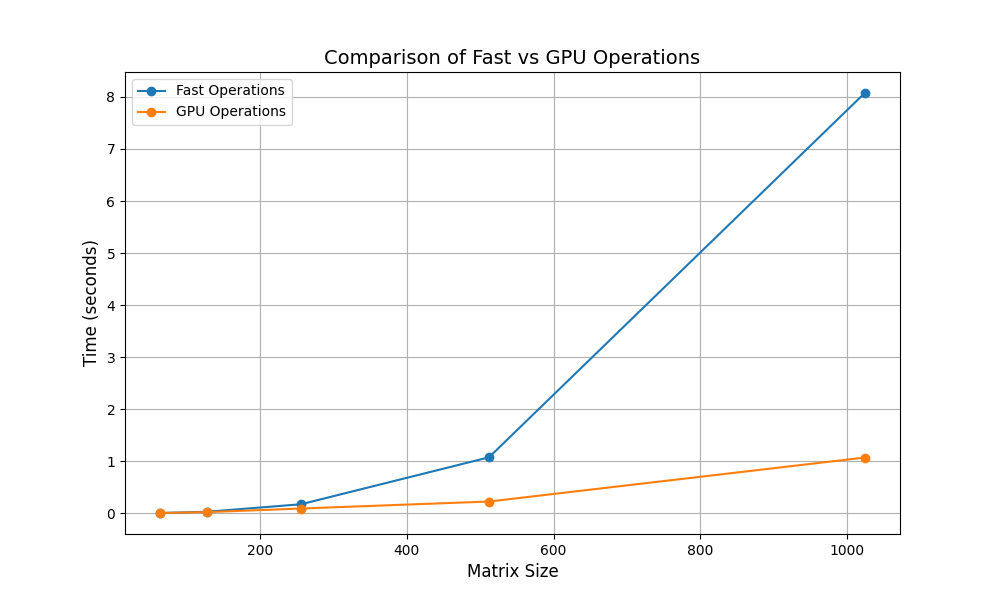 Comparison of Fast vs GPU Operations
Fast Operations
GPU Operations
8
7
6
5
4
3
2
1
0
Time (seconds)
200
400
600
800
1000
Matrix Size